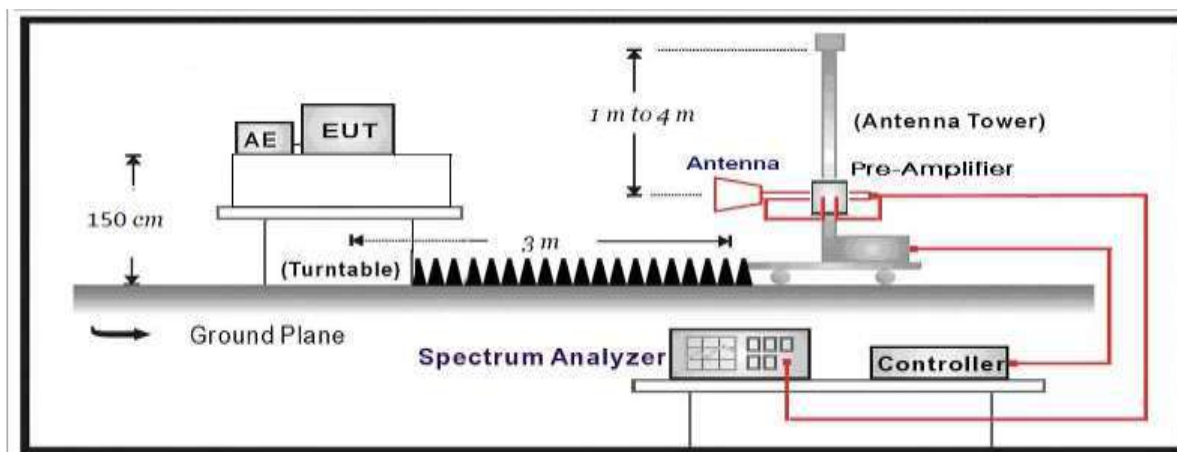 1 m to 4 m
(Antenna Tower)
AE
EUT
Antenna
Pre-Amplifier
150 cm
3 m
(Turntable)
Ground Plane
Spectrum Analyzer
Controller